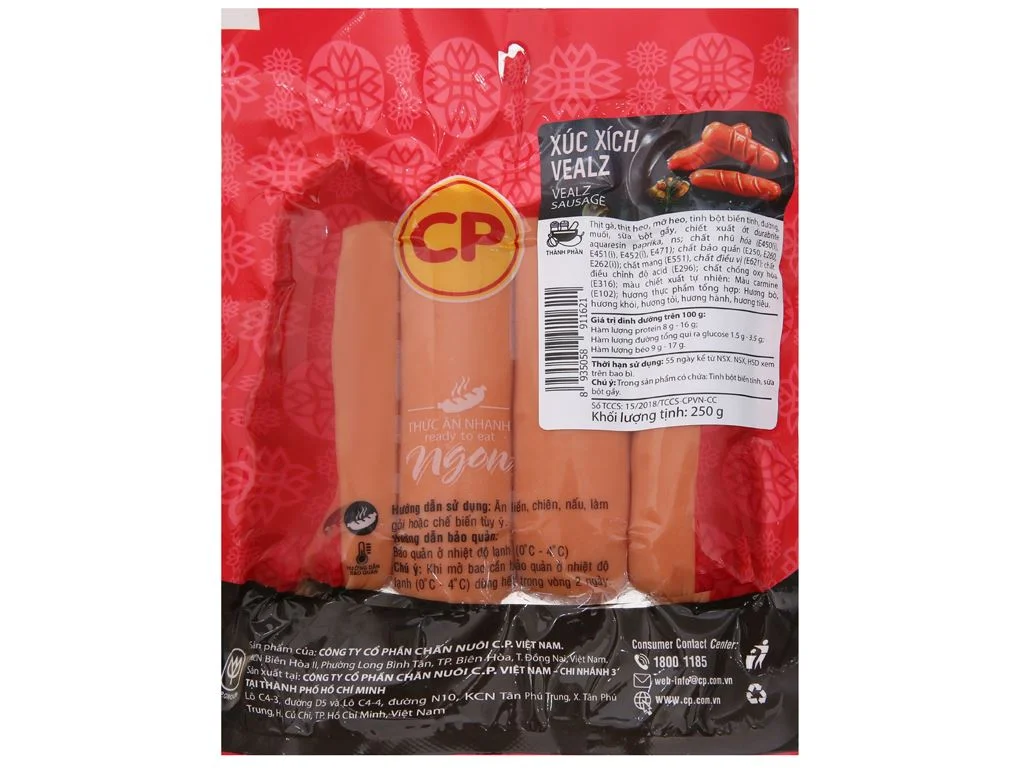 CP
XÚC XÍCH
VEALZ
VEALZ
SAUSAGE
THÀNH PHẦN
Thịt gà, thịt heo, mỡ heo, tinh bột biến tính, đường,
muối, sữa bột gầy, chiết xuất ớt durabrite
aquaresin paprika, ns; chất nhũ hóa (E450(i),
E451(i), E452(i), E471); chất bảo quản (E250, E260,
E262(i)); chất mang (E551), chất điều vị (E621); chất
điều chỉnh độ acid (E296); chất chống oxy hóa
(E316); màu chiết xuất tự nhiên: Màu carmine
(E102); hương thực phẩm tổng hợp: Hương bò,
hương khói, hương tỏi, hương hành, hương tiêu.
Giá trị dinh dưỡng trên 100 g:
Hàm lượng protein 8 g - 16 g;
Hàm lượng đường tổng qui ra glucose 1.5 g - 3.5 g;
Hàm lượng béo 9 g - 17 g.
Thời hạn sử dụng: 55 ngày kể từ NSX. NSX, HSD xem
trên bao bì.
Chú ý: Trong sản phẩm có chứa: Tinh bột biến tính, sữa
bột gầy.
Số TCCS: 15/2018/TCCS-CPVN-CC
Khối lượng tịnh: 250 g
8 935058 911621
THỨC ĂN NHANH
ready to eat
Ngon
Hướng dẫn sử dụng: Ăn liền, chiên, nấu, làm
gỏi hoặc chế biến tùy ý.
Hướng dẫn bảo quản:
Bảo quản ở nhiệt độ lạnh (0°C - 4°C)
Chú ý: Khi mở bao cần bảo quản ở nhiệt độ
lạnh (0°C - 4°C) dùng hết trong vòng 2 ngày.
HƯỚNG DẪN
BẢO QUẢN
Sản phẩm của: CÔNG TY CỔ PHẦN CHĂN NUÔI C.P. VIỆT NAM.
KCN Biên Hòa II, Phường Long Bình Tân, TP. Biên Hòa, T. Đồng Nai, Việt Nam.
Sản xuất tại: CÔNG TY CỔ PHẦN CHĂN NUÔI C.P. VIỆT NAM - CHI NHÁNH 3
TẠI THÀNH PHỐ HỒ CHÍ MINH
Lô C4-3, đường D5 và Lô C4-4, đường N10, KCN Tân Phú Trung, X. Tân Phú
Trung, H. Củ Chi, TP. Hồ Chí Minh, Việt Nam
Consumer Contact Center:
1800 1185
web-info@cp.com.vn
www.cp.com.vn